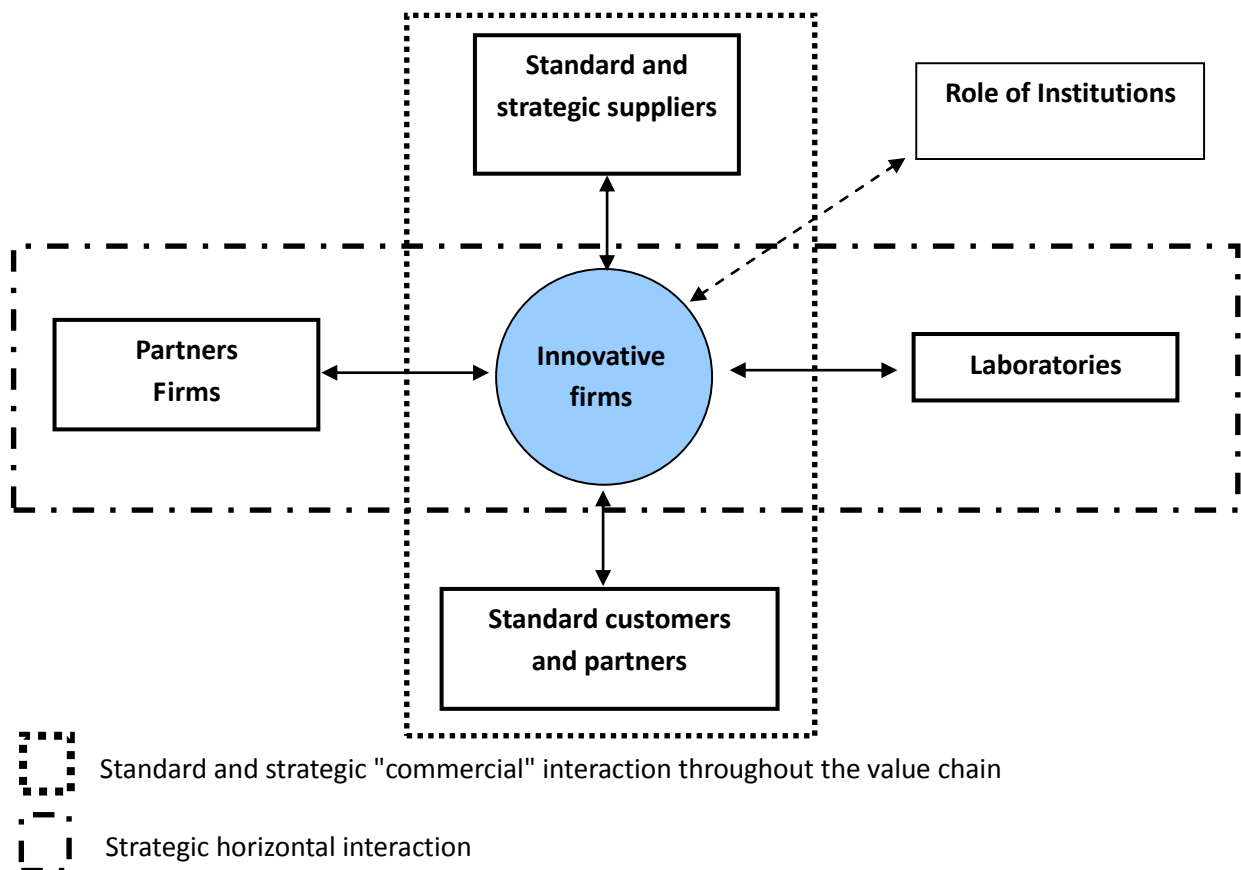 Standard and
strategic suppliers
Role of Institutions
Partners
Firms
Innovative
firms
Laboratories
Standard customers
and partners
Standard and strategic "commercial" interaction throughout the value chain
Strategic horizontal interaction